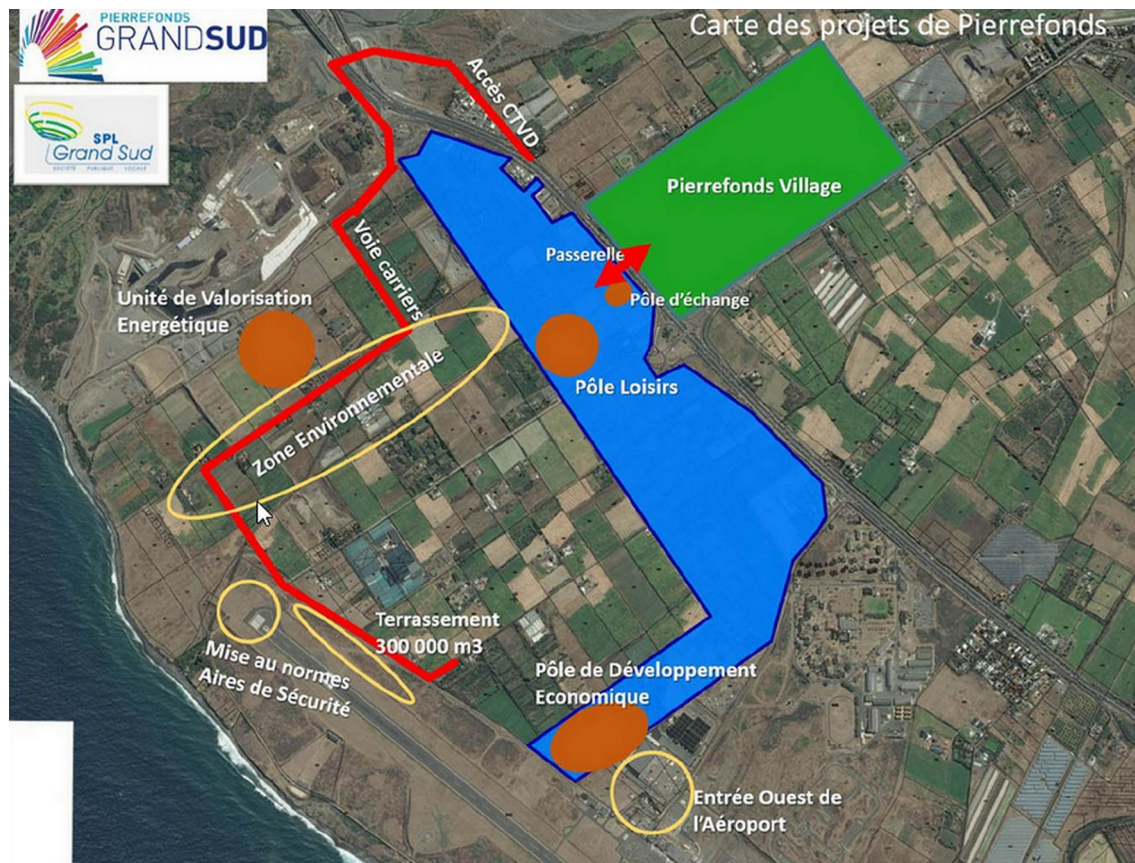 PIERREFONDS
GRANDSUD
Carte des projets de Pierrefonds
SPL
Grand Sud
SOCIÉTÉ PUBLIQUE LOCALE
Accès CTVD
Pierrefonds Village
Voie carriers
Passerelle
Pôle d’échange
Unité de Valorisation
Energétique
Pôle Loisirs
Zone Environnementale
Terrassement
300 000 m3
Mise au normes
Aires de Sécurité
Pôle de Développement
Economique
Entrée Ouest de
l’Aéroport